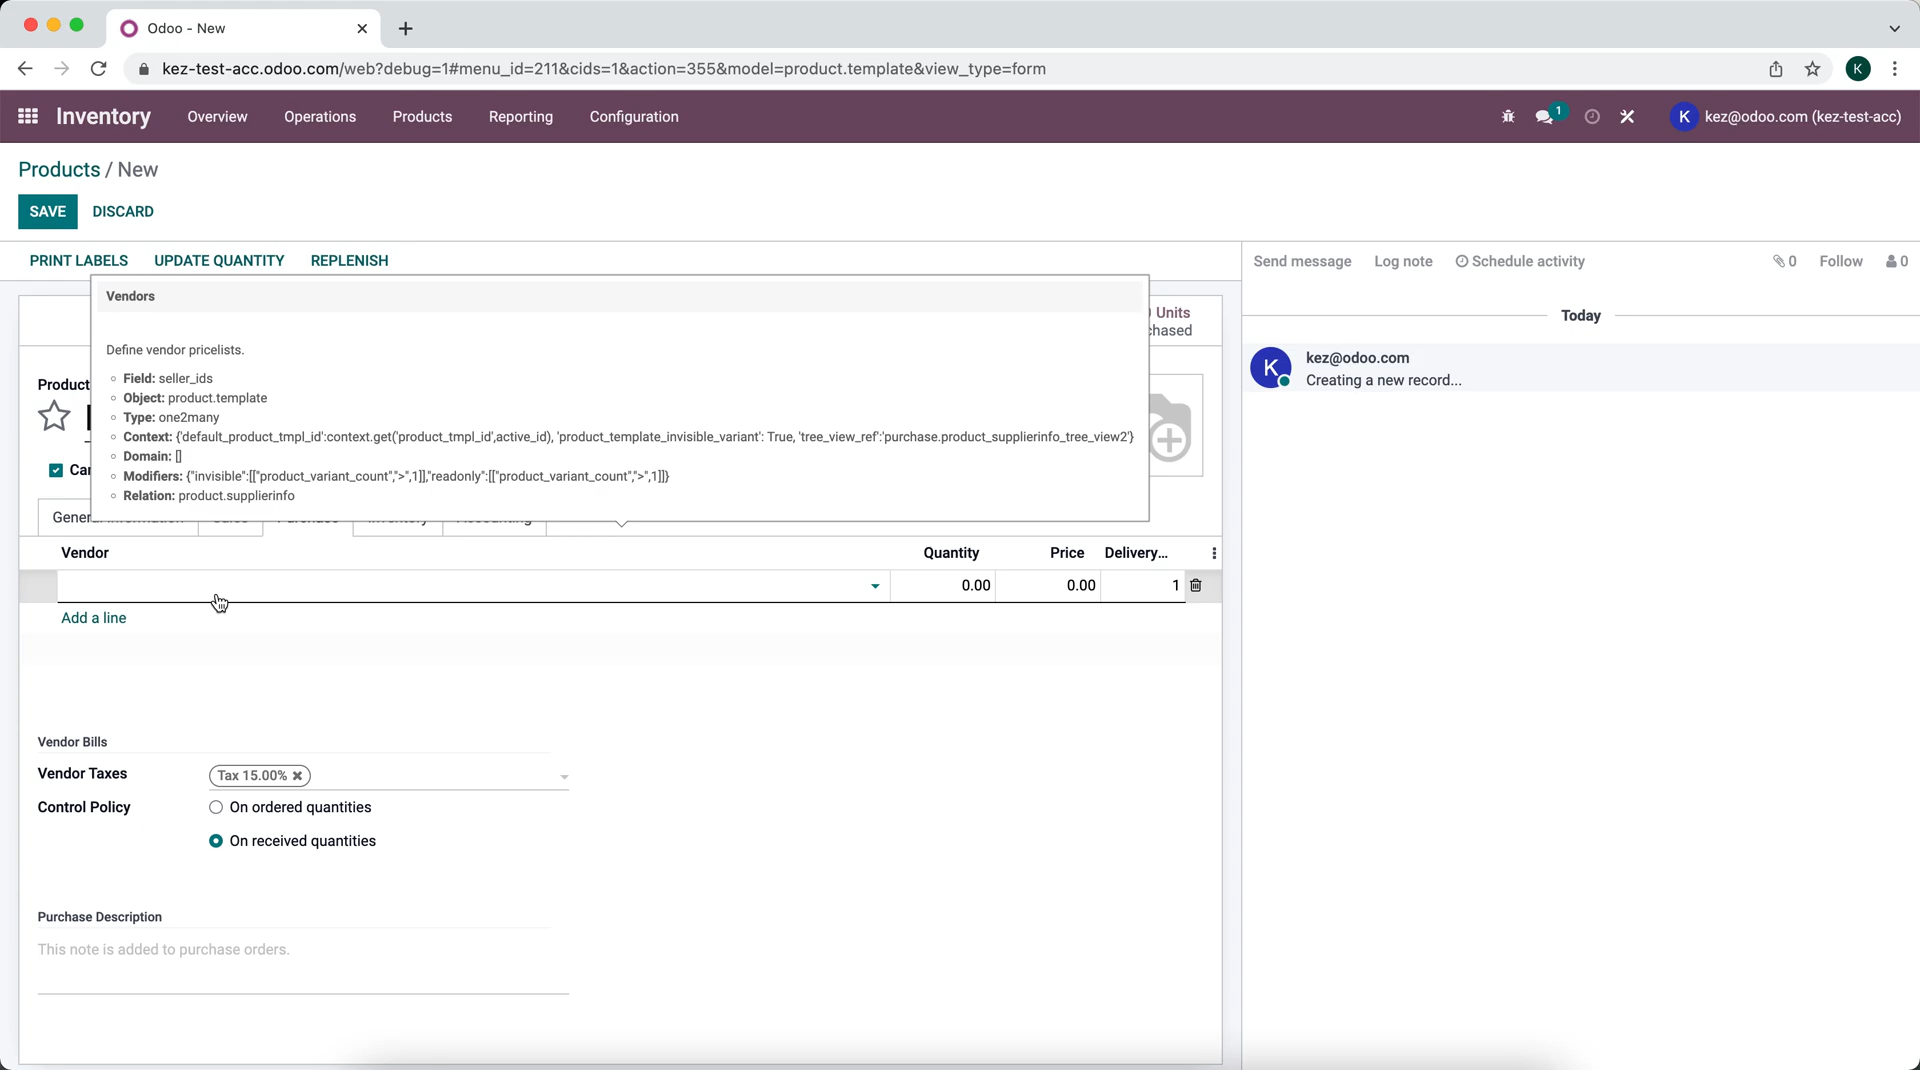 Odoo - New
kez-test-acc.odoo.com/web?debug=1#menu_id=211&cids=1&action=355&model=product.template&view_type=form
K
Inventory
Overview
Operations
Products
Reporting
Configuration
1
K
kez@odoo.com (kez-test-acc)
Products / New
SAVE
DISCARD
PRINT LABELS
UPDATE QUANTITY
REPLENISH
Send message
Log note
Schedule activity
0
Follow
0
Vendors
Define vendor pricelists.
Field: seller_ids
Object: product.template
Type: one2many
Context: {'default_product_tmpl_id':context.get('product_tmpl_id',active_id), 'product_template_invisible_variant': True, 'tree_view_ref':'purchase.product_supplierinfo_tree_view2'}
Domain: []
Modifiers: {"invisible":[["product_variant_count",">",1]],"readonly":[["product_variant_count",">",1]]}
Relation: product.supplierinfo
Units
chased
Product
Today
K
kez@odoo.com
Creating a new record...
Vendor
Quantity
Price
Delivery...
0.00
0.00
1
Add a line
Vendor Bills
Vendor Taxes
Tax 15.00%
Control Policy
On ordered quantities
On received quantities
Purchase Description
This note is added to purchase orders.